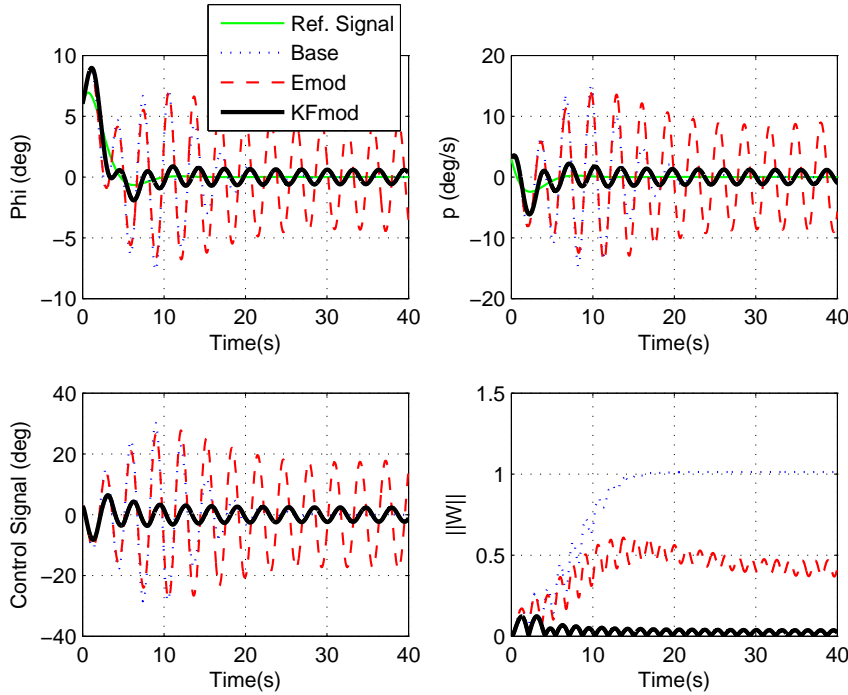 Ref. Signal
Base
Emod
KFmod
10
5
0
−5
−10
Phi (deg)
0 10 20 30 40
Time(s)
20
10
0
−10
−20
p (deg/s)
0 10 20 30 40
Time(s)
40
20
0
−20
−40
Control Signal (deg)
0 10 20 30 40
Time(s)
1.5
1
0.5
0
||W||
0 10 20 30 40
Time(s)